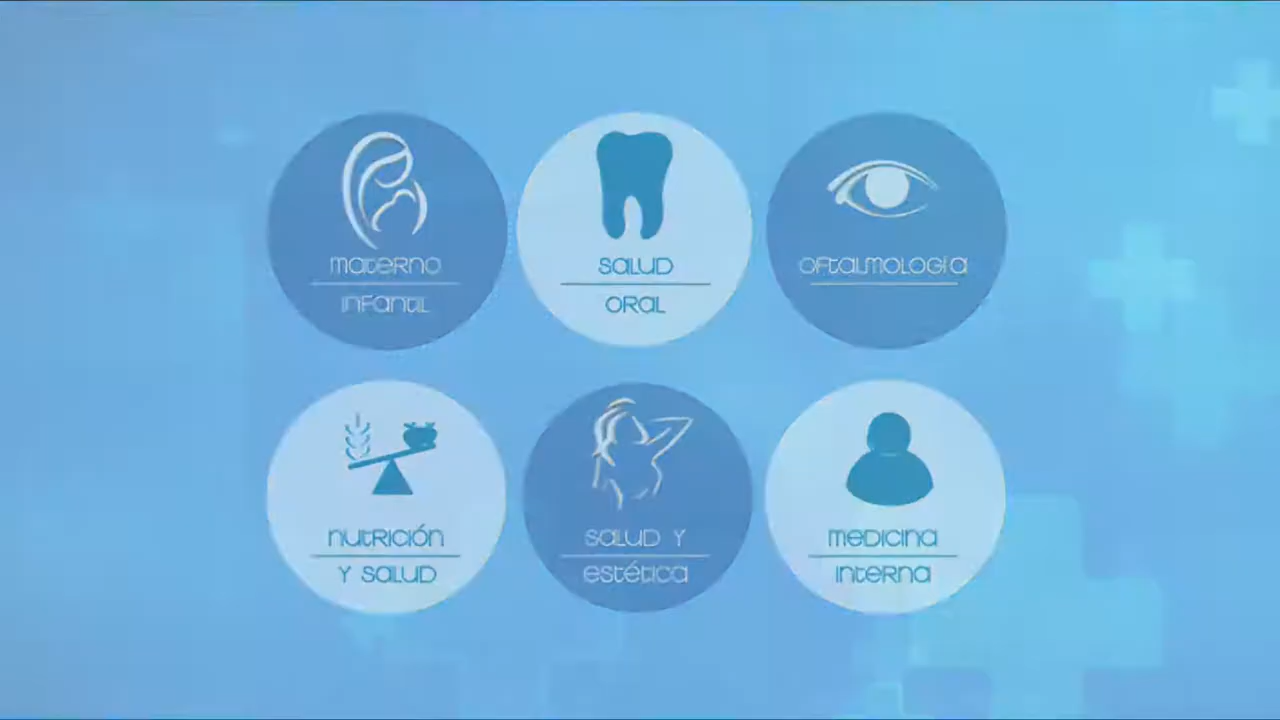 materno
infantil
salud
oral
oftalmología
nutrición
y salud
salud y
estética
medicina
interna